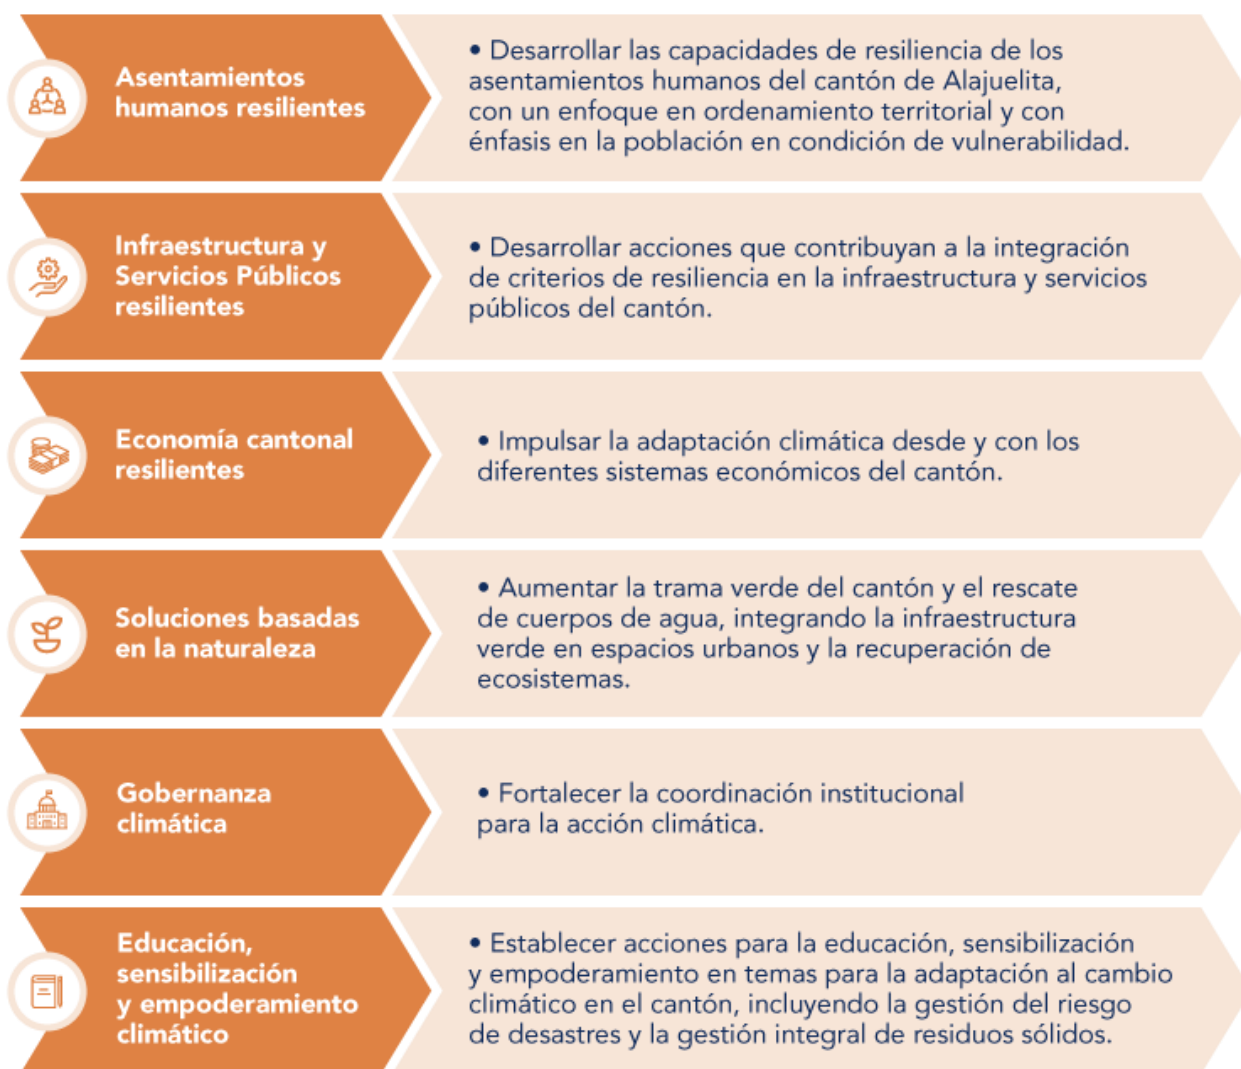 Asentamientos
humanos resilientes
• Desarrollar las capacidades de resiliencia de los
asentamientos humanos del cantón de Alajuelita,
con un enfoque en ordenamiento territorial y con
énfasis en la población en condición de vulnerabilidad.
Infraestructura y
Servicios Públicos
resilientes
• Desarrollar acciones que contribuyan a la integración
de criterios de resiliencia en la infraestructura y servicios
públicos del cantón.
Economía cantonal
resilientes
• Impulsar la adaptación climática desde y con los
diferentes sistemas económicos del cantón.
Soluciones basadas
en la naturaleza
• Aumentar la trama verde del cantón y el rescate
de cuerpos de agua, integrando la infraestructura
verde en espacios urbanos y la recuperación de
ecosistemas.
Gobernanza
climática
• Fortalecer la coordinación institucional
para la acción climática.
Educación,
sensibilización
y empoderamiento
climático
• Establecer acciones para la educación, sensibilización
y empoderamiento en temas para la adaptación al cambio
climático en el cantón, incluyendo la gestión del riesgo
de desastres y la gestión integral de residuos sólidos.